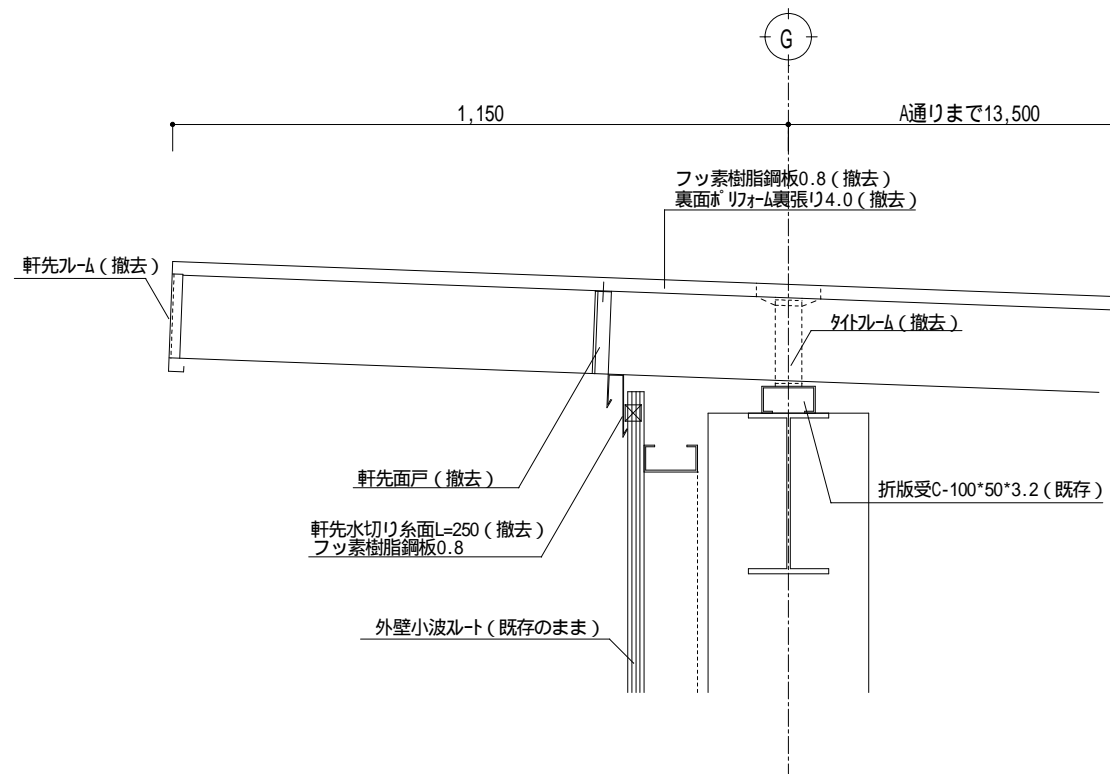 G
1,150
A通りまで13,500
フッ素樹脂鋼板0.8（撤去）
裏面ﾎﾟﾘﾌｫｰﾑ裏張り4.0（撤去）
軒先ﾌﾚｰﾑ（撤去）
ﾀｲﾄﾌﾚｰﾑ（撤去）
軒先面戸（撤去）
折版受C-100*50*3.2（既存）
軒先水切り糸面L=250（撤去）
フッ素樹脂鋼板0.8
外壁小波ｽﾚｰﾄ（既存のまま）